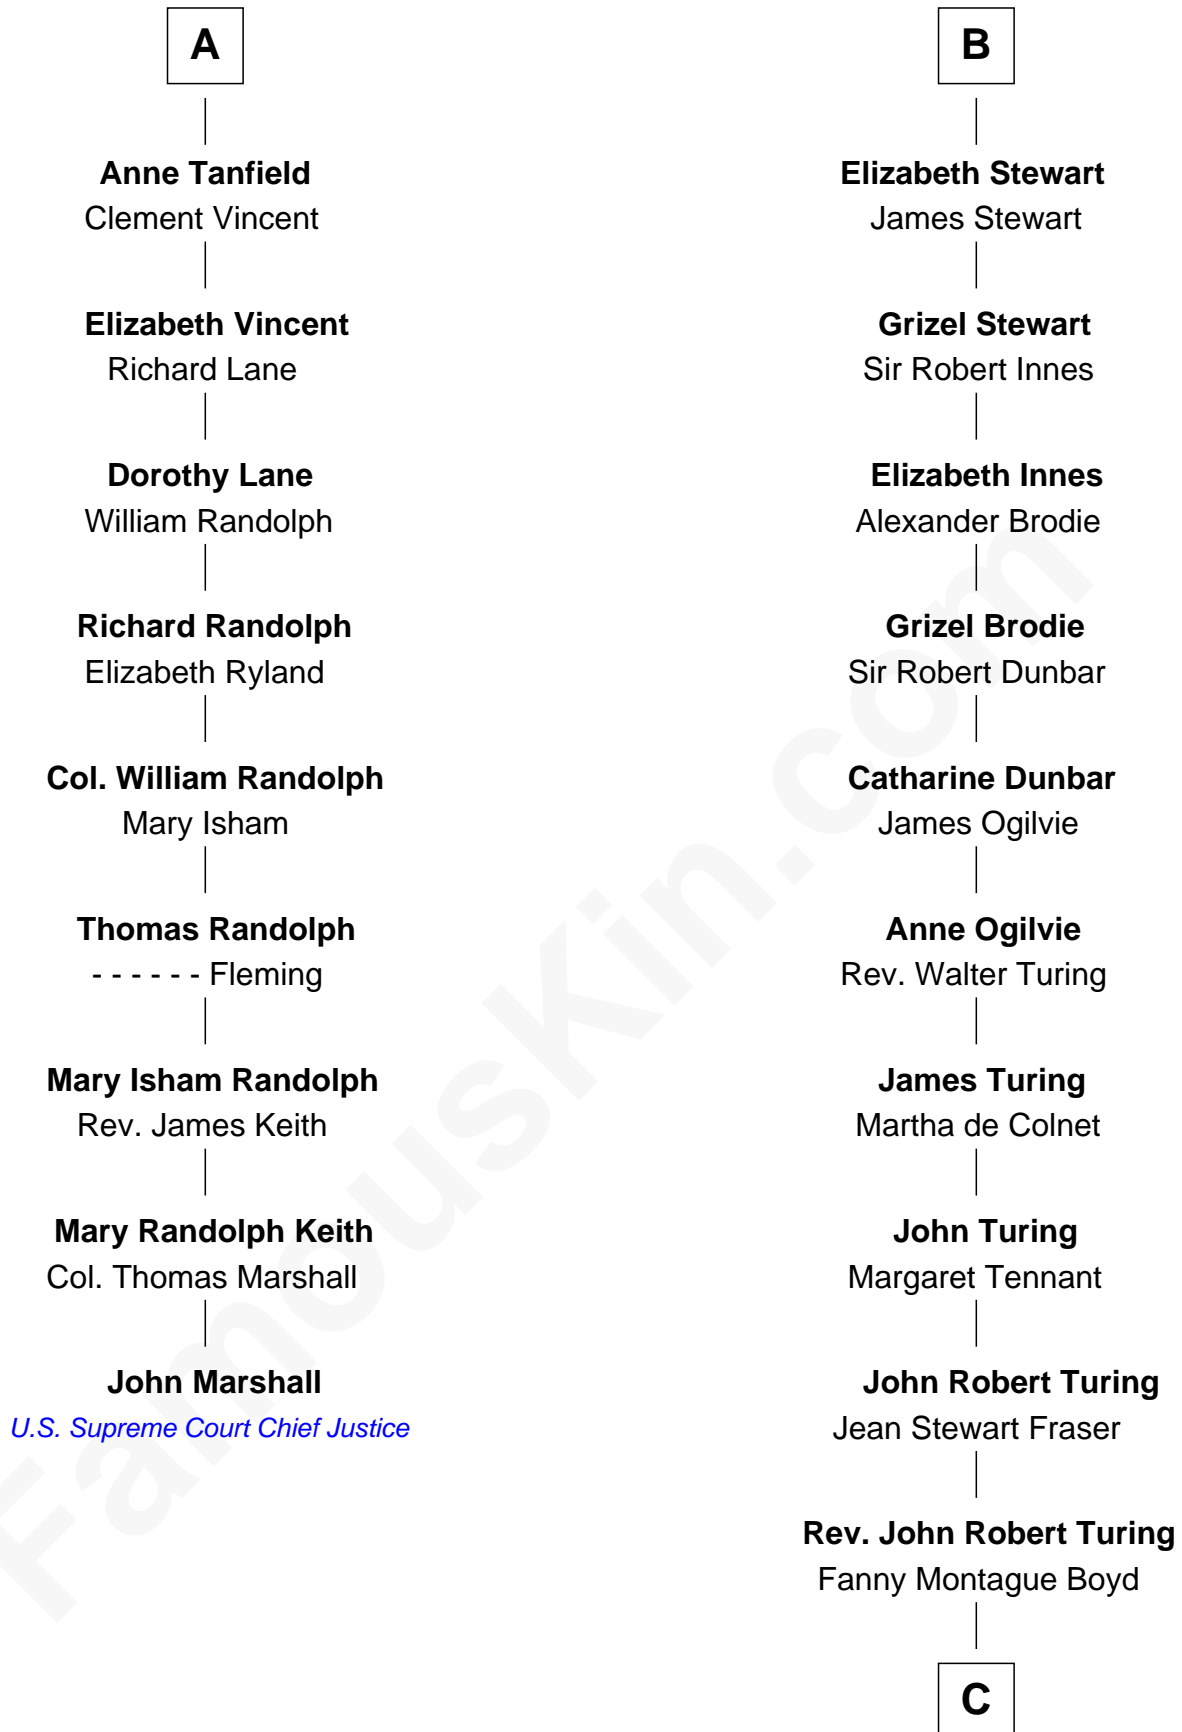 A
Anne Tanfield
Clement Vincent
Elizabeth Vincent
Richard Lane
Dorothy Lane
William Randolph
Richard Randolph
Elizabeth Ryland
Col. William Randolph
Mary Isham
Thomas Randolph
- - - - - - Fleming
Mary Isham Randolph
Rev. James Keith
Mary Randolph Keith
Col. Thomas Marshall
John Marshall
U.S. Supreme Court Chief Justice
B
Elizabeth Stewart
James Stewart
Grizel Stewart
Sir Robert Innes
Elizabeth Innes
Alexander Brodie
Grizel Brodie
Sir Robert Dunbar
Catharine Dunbar
James Ogilvie
Anne Ogilvie
Rev. Walter Turing
James Turing
Martha de Colnet
John Turing
Margaret Tennant
John Robert Turing
Jean Stewart Fraser
Rev. John Robert Turing
Fanny Montague Boyd
C
FamousKin.com